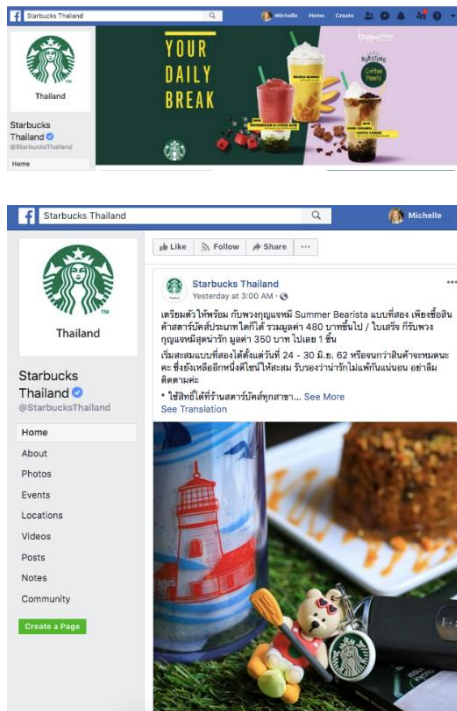 Starbucks Thailand
Michelle Home Create
Thailand
Starbucks
Thailand
@StarbucksThailand
Home
YOUR
DAILY
BREAK
Coffee
Starbucks Thailand
Michelle
Thailand
Starbucks
Thailand
@StarbucksThailand
Home
About
Photos
Events
Locations
Videos
Posts
Notes
Community
Create a Page
Like Follow Share
Starbucks Thailand
Yesterday at 3:00 AM
เตรียมตัวให้พร้อม กับพวงกุญแจหมี Summer Bearista แบบที่สอง เพียงซื้อสิน
ค้าสตาร์บัคส์ประเภทใดก็ได้ รวมมูลค่า 480 บาทขึ้นไป / ใบเสร็จ ก็รับพวง
กุญแจหมีสุดน่ารัก มูลค่า 350 บาท ไปเลย 1 ชิ้น
เริ่มสะสมแบบที่สองได้ตั้งแต่วันที่ 24 - 30 มิ.ย. 62 หรือจนกว่าสินค้าจะหมดนะ
คะ ซึ่งยังเหลืออีกหนึ่งดีไซน์ให้สะสม รับรองว่าน่ารักไม่แพ้กันแน่นอน อย่าลืม
ติดตามค่ะ
* ใช้สิทธิ์ได้ที่ร้านสตาร์บัคส์ทุกสาขา... See More
See Translation